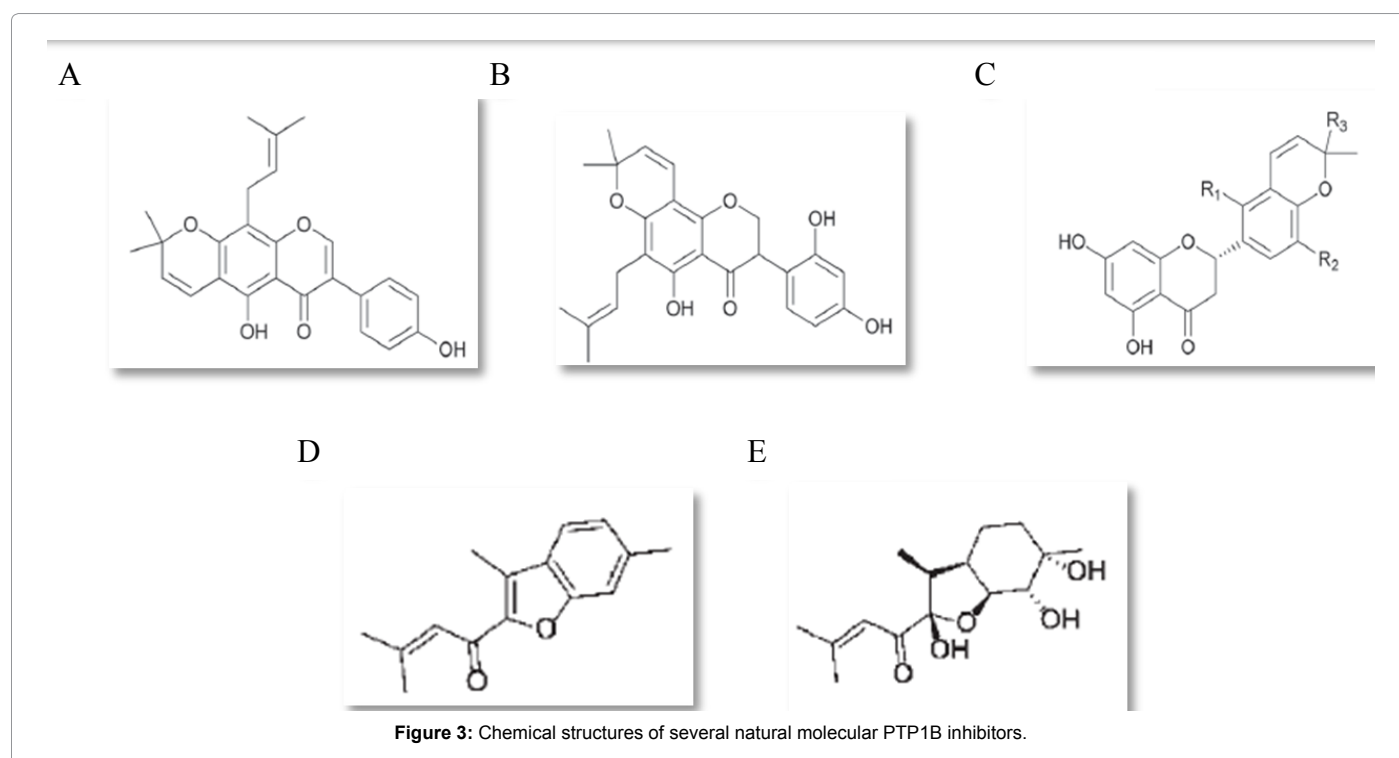 A
B
C
O
O
OH
O
OH
O
O
OH
OH
O
OH
R3
R1
O
HO
O
R2
OH
O
D
E
O
O
OH
O
OH
OH
O
Figure 3: Chemical structures of several natural molecular PTP1B inhibitors.